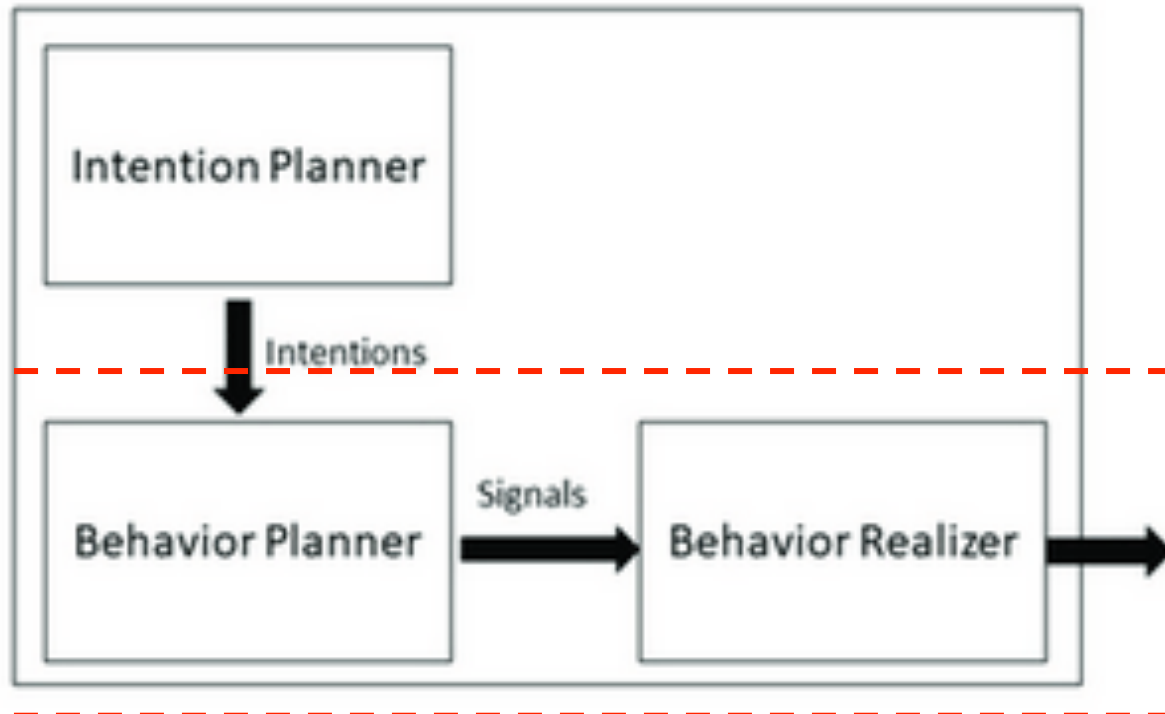 Intention Planner
Intentions
Signals
Behavior Planner
Behavior Realizer